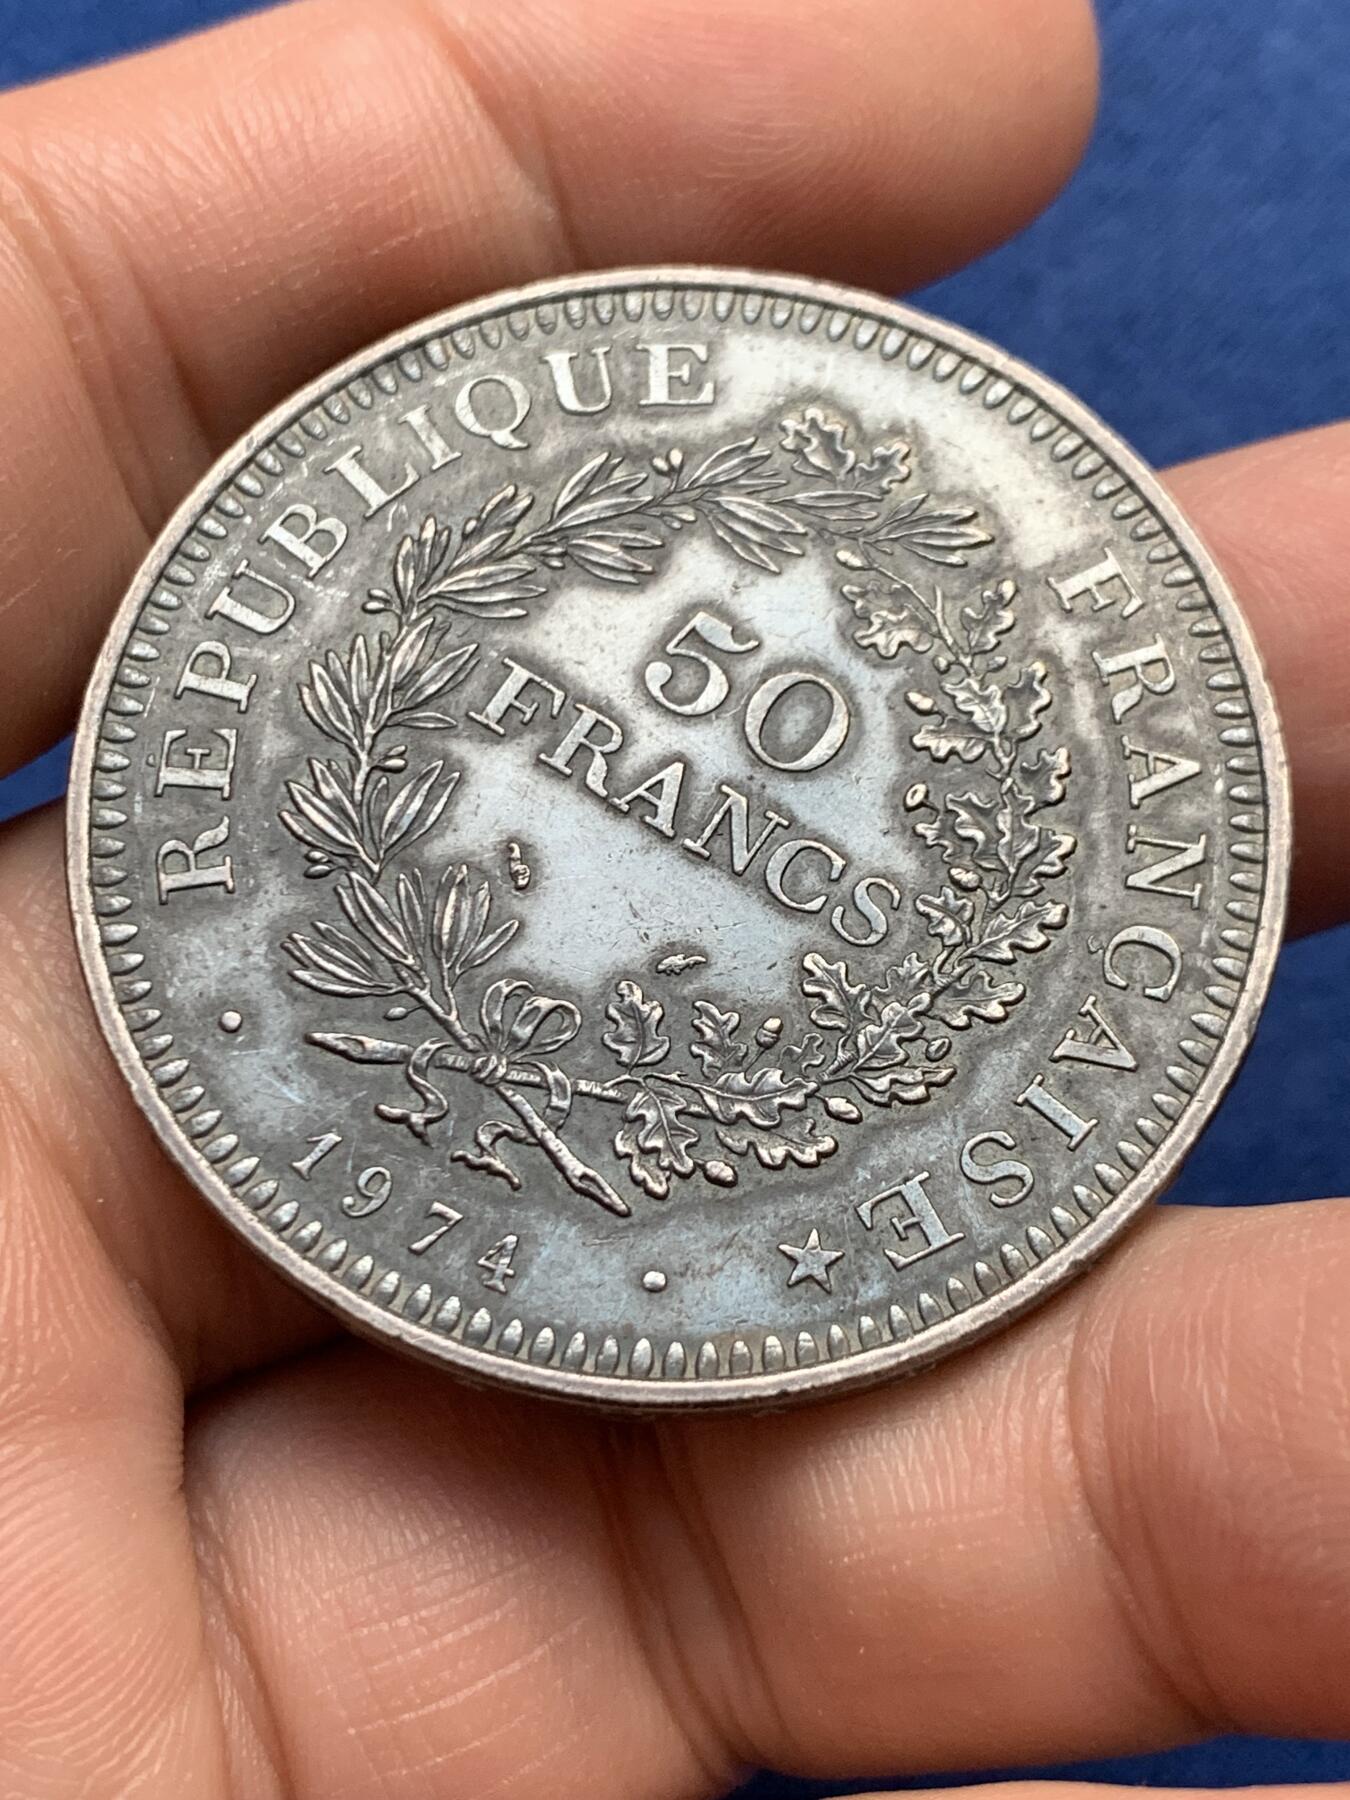 RÉPUBLIQUE FRANÇAISE
50
FRANCS
1974